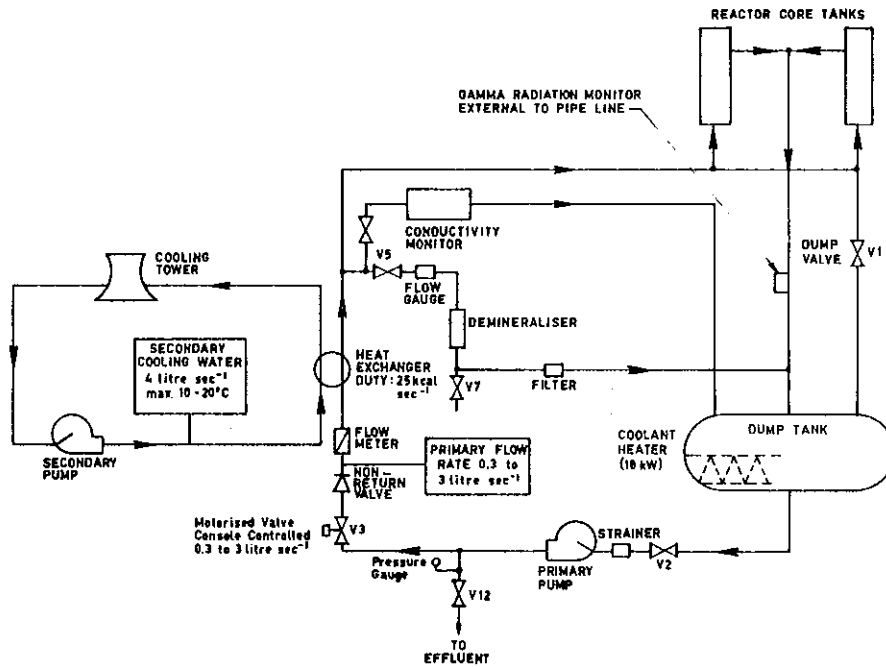 REACTOR CORE TANKS
GAMMA RADIATION MONITOR
EXTERNAL TO PIPE LINE
CONDUCTIVITY
MONITOR
DUMP
VALVE
V1
V5
FLOW
GAUGE
COOLING
TOWER
DEMINERALISER
SECONDARY
COOLING WATER
4 litre sec⁻¹
max. 10-20°C
HEAT
EXCHANGER
DUTY: 25 kcal
sec⁻¹
V7
FILTER
DUMP TANK
COOLANT
HEATER
(18 kW)
FLOW
METER
PRIMARY FLOW
RATE 0.3 to
3 litre sec⁻¹
SECONDARY
PUMP
NON-
RETURN
VALVE
Motorised Valve
Console Controlled
0.3 to 3 litre sec⁻¹
V3
STRAINER
Pressure
Gauge
PRIMARY
PUMP
V2
V12
TO
EFFLUENT